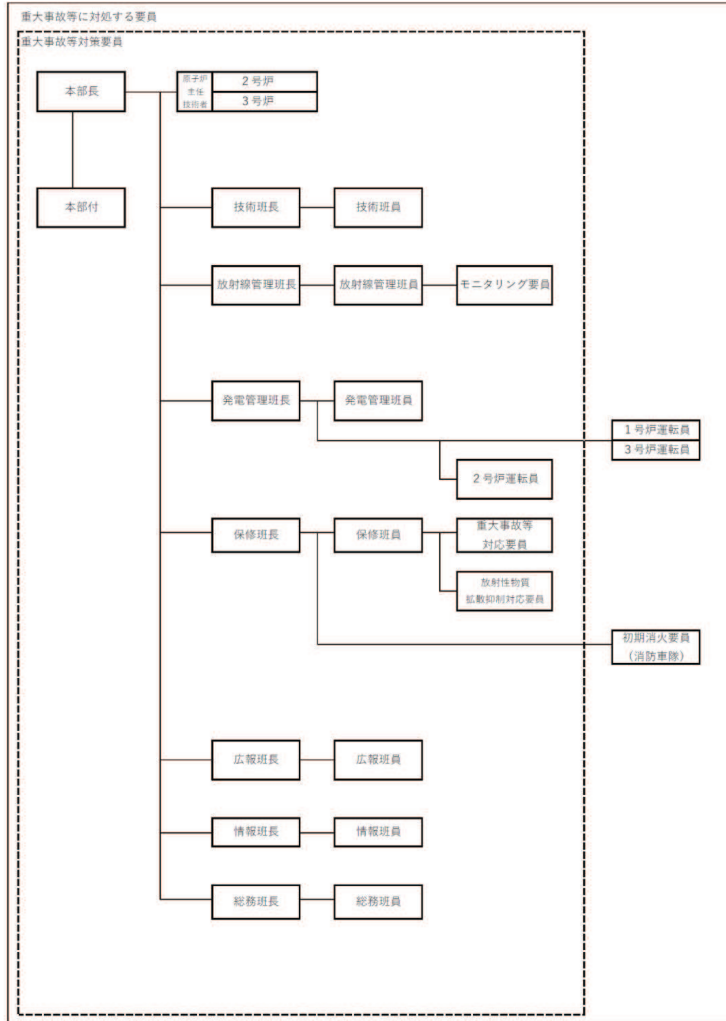 重大事故等に対処する要員
重大事故等対策要員
本部長
原子炉
主任
技術者
2号炉
3号炉
本部付
技術班長
技術班員
放射線管理班長
放射線管理班員
モニタリング要員
発電管理班長
発電管理班員
1号炉運転員
3号炉運転員
2号炉運転員
保修班長
保修班員
重大事故等
対応要員
放射性物質
拡散抑制対応要員
初期消火要員
（消防車隊）
広報班長
広報班員
情報班長
情報班員
総務班長
総務班員